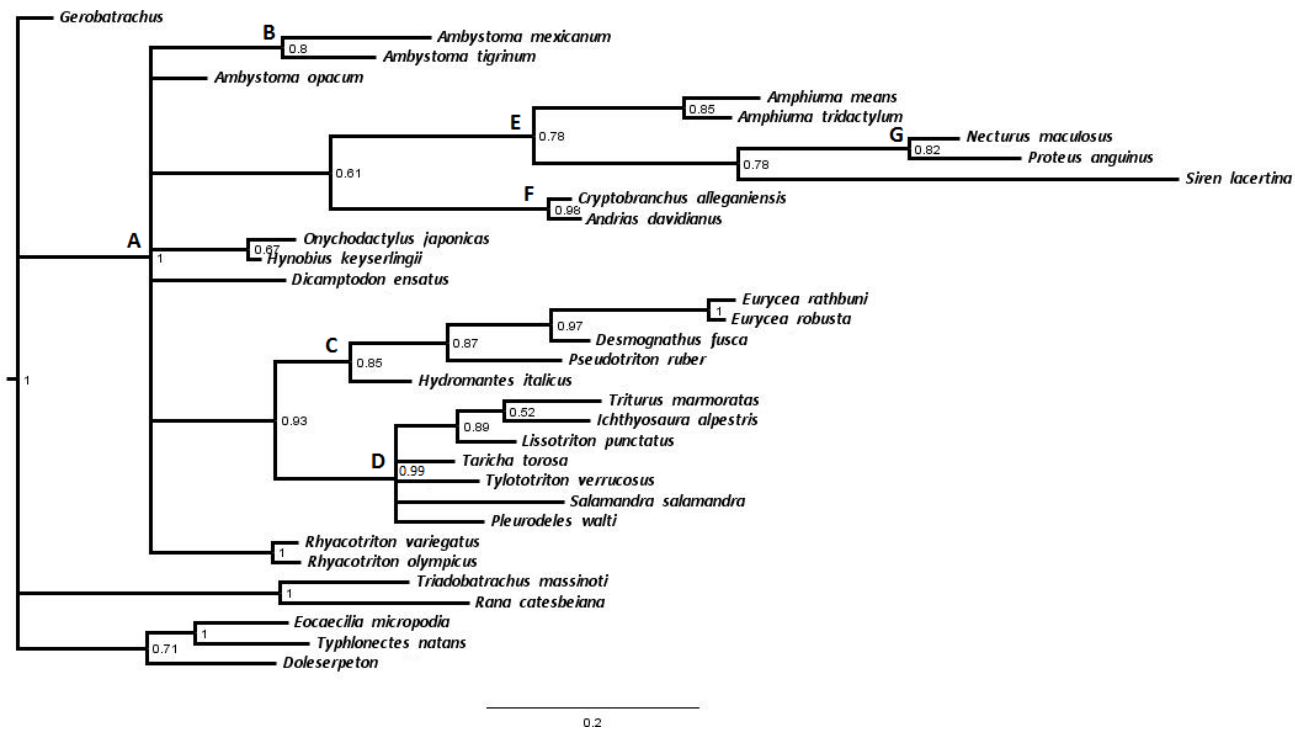 Gerobatrachus
B
Ambystoma mexicanum
0.8
Ambystoma tigrinum
Ambystoma opacum
Amphiuma means
0.85
Amphiuma tridactylum
E
0.78
G
Necturus maculosus
0.82
Proteus anguinus
0.78
Siren lacertina
0.61
F
Cryptobranchus alleganiensis
0.98
Andrias davidianus
A
1
Onychodactylus japonicas
0.67
Hynobius keyserlingii
Dicamptodon ensatus
Eurycea rathbuni
1
Eurycea robusta
0.97
Desmognathus fusca
C
0.87
Pseudotriton ruber
0.85
Hydromantes italicus
1
0.93
Triturus marmoratas
0.52
Ichthyosaura alpestris
0.89
Lissotriton punctatus
D
Taricha torosa
0.99
Tylototriton verrucosus
Salamandra salamandra
Pleurodeles walti
Rhyacotriton variegatus
1
Rhyacotriton olympicus
Triadobatrachus massinoti
1
Rana catesbeiana
Eocaecilia micropodia
1
Typhlonectes natans
0.71
Doleserpeton
0.2